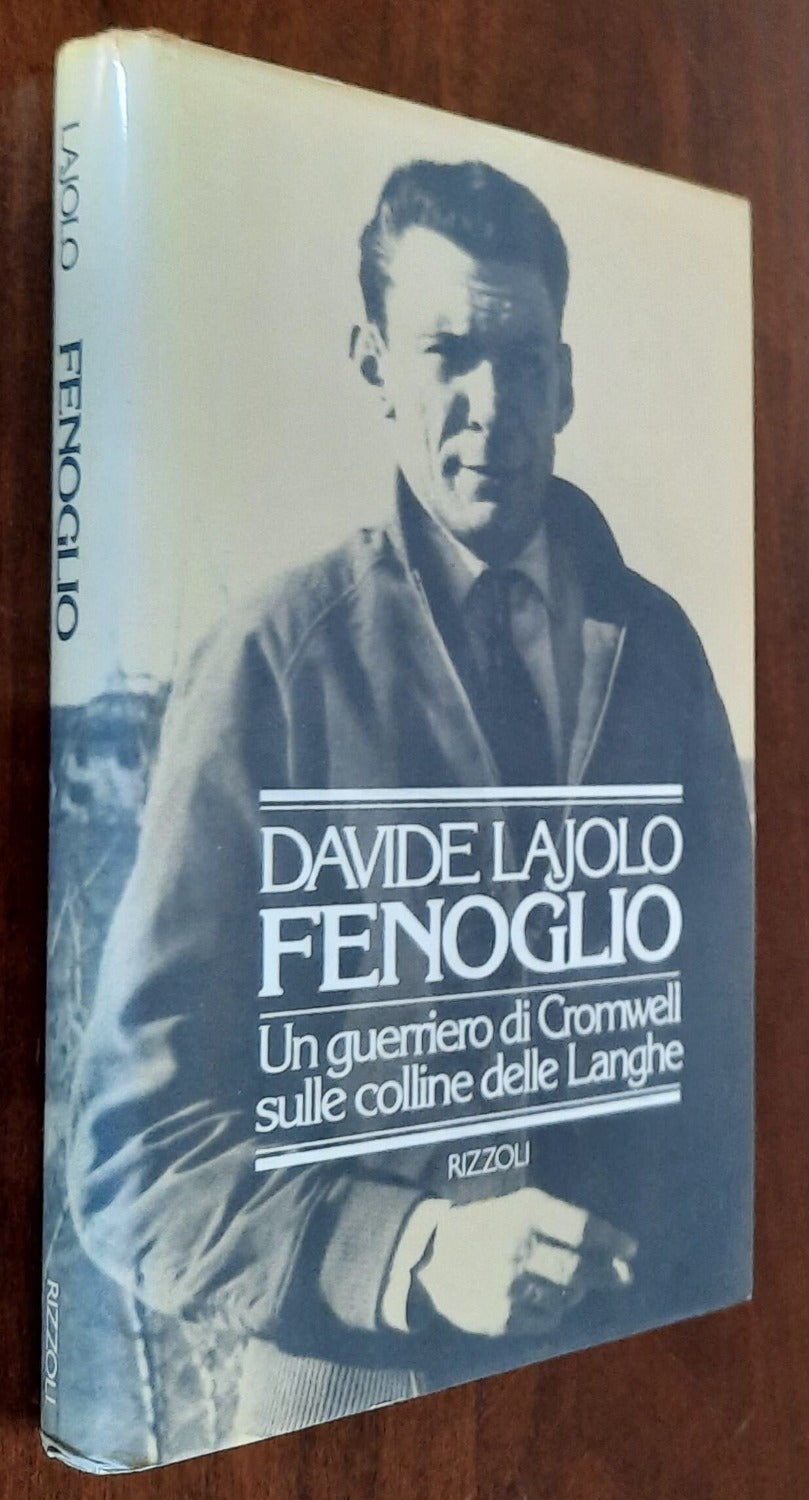 LAJOLO FENOGLIO
RIZZOLI
DAVIDE LAJOLO
FENOGLIO
Un guerriero di Cromwell
sulle colline delle Langhe
RIZZOLI